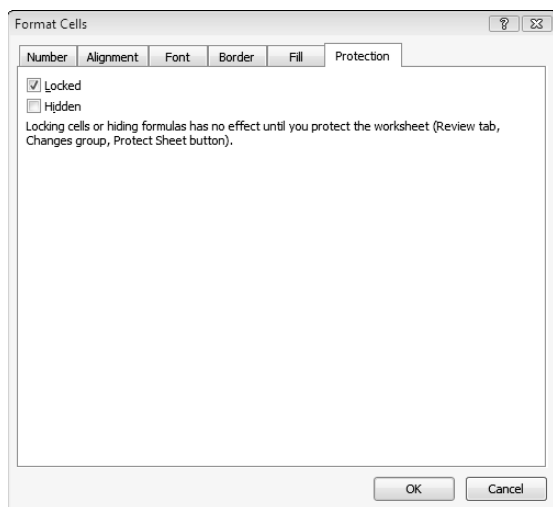 Format Cells
Number Alignment Font Border Fill Protection
Locked
Hidden
Locking cells or hiding formulas has no effect until you protect the worksheet (Review tab,
Changes group, Protect Sheet button).
OK Cancel